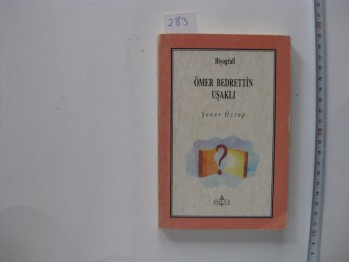 283
Biyografi
ÖMER BEDRETTİN
UŞAKLI
Şener Öztop
?